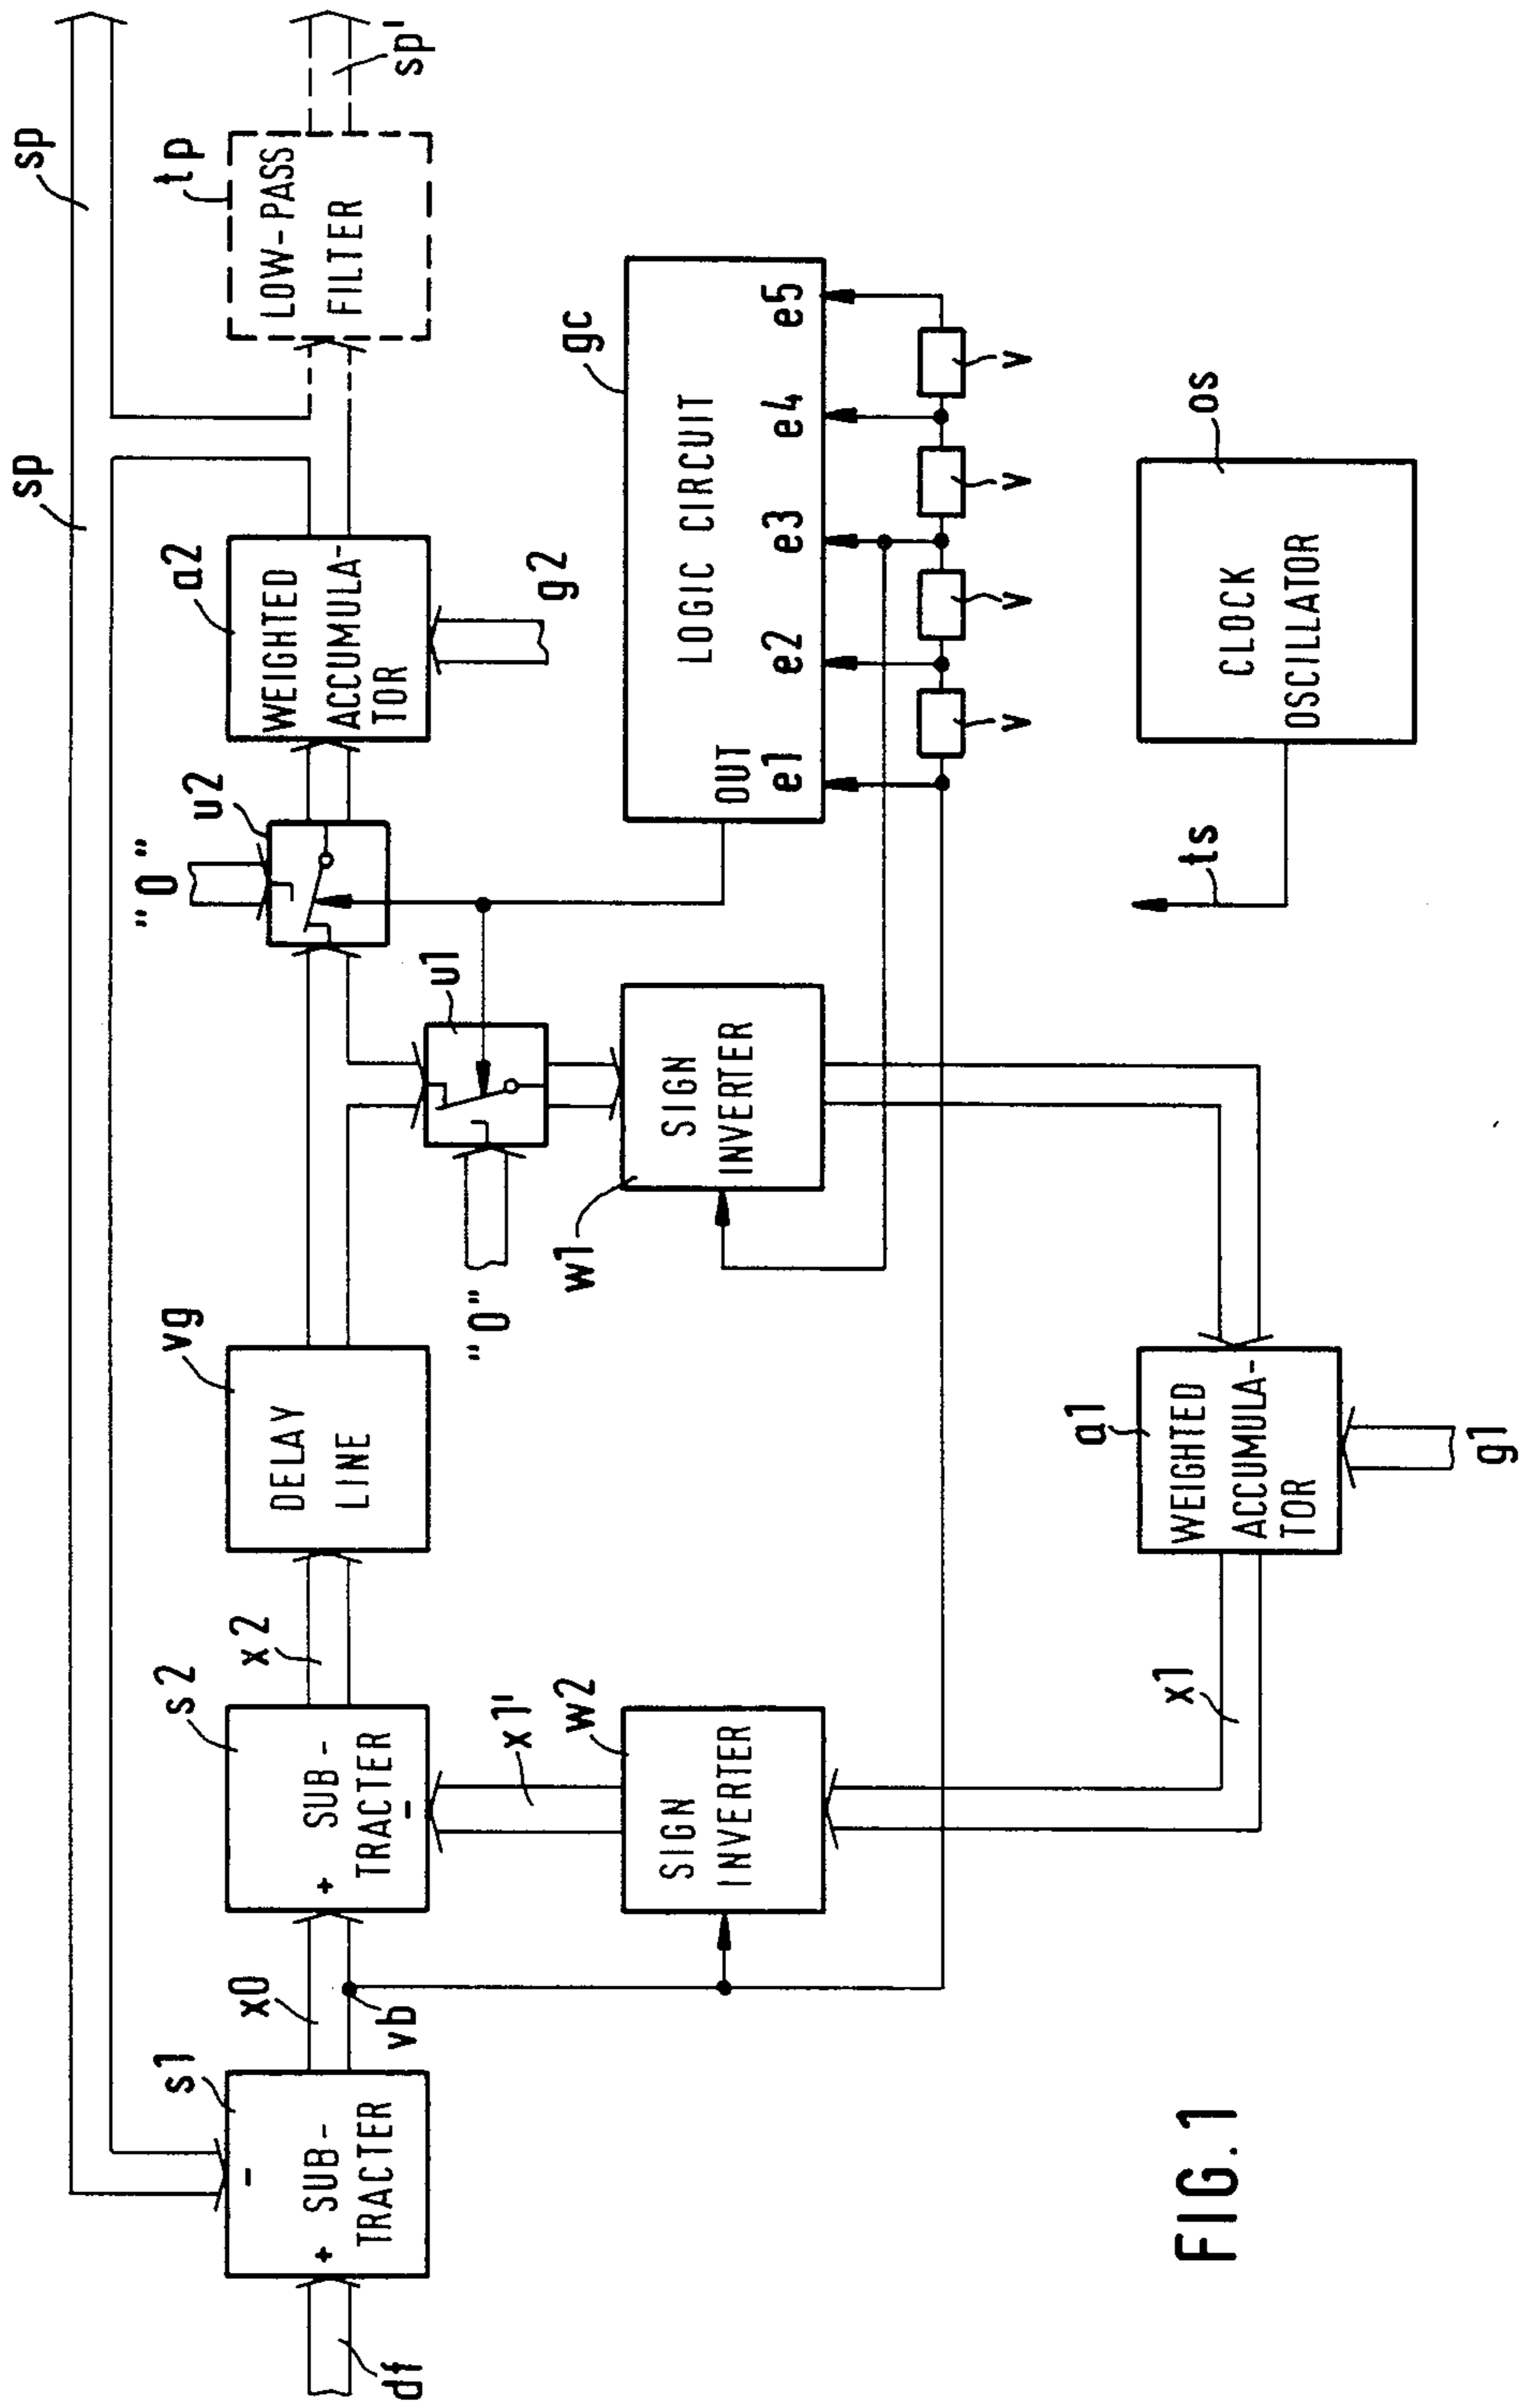 sp
sp
sp'
df
+
−
SUB-
TRACTER
s1
x0
vb
+
−
SUB-
TRACTER
s2
x2
DELAY
LINE
vg
"0"
u2
WEIGHTED
ACCUMULA-
TOR
a2
g2
LOW-PASS
FILTER
tp
x1'
SIGN
INVERTER
w2
"0"
u1
SIGN
INVERTER
w1
LOGIC CIRCUIT
gc
OUT
e1
e2
e3
e4
e5
v
v
v
v
x1
WEIGHTED
ACCUMULA-
TOR
a1
g1
ts
CLOCK
OSCILLATOR
os
FIG.1